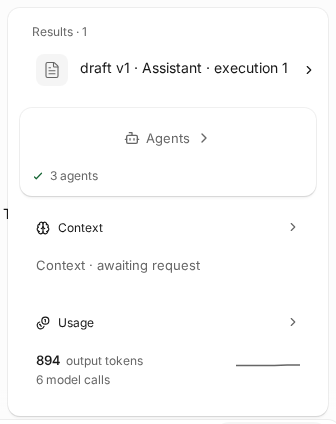 Results · 1
draft v1 · Assistant · execution 1
Agents
3 agents
Context
Context · awaiting request
Usage
894 output tokens
6 model calls